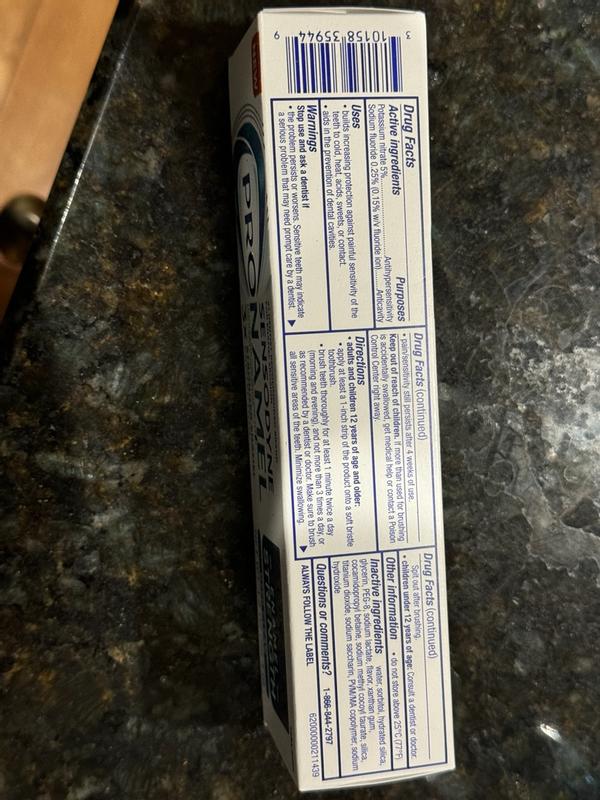 3 10158 35944 9
Drug Facts
Active ingredients Purposes
Potassium nitrate 5%..........Antihypersensitivity
Sodium fluoride 0.25% (0.15% w/v fluoride ion)..........Anticavity
Uses
• builds increasing protection against painful sensitivity of the
teeth to cold, heat, acids, sweets, or contact.
• aids in the prevention of dental cavities.
Warnings
Stop use and ask a dentist if
• the problem persists or worsens. Sensitive teeth may indicate
a serious problem that may need prompt care by a dentist.
Drug Facts (continued)
• pain/sensitivity still persists after 4 weeks of use.
Keep out of reach of children. If more than used for brushing
is accidentally swallowed, get medical help or contact a Poison
Control Center right away.
Directions
• adults and children 12 years of age and older:
• apply at least a 1-inch strip of the product onto a soft bristle
toothbrush.
• brush teeth thoroughly for at least 1 minute twice a day
(morning and evening), and not more than 3 times a day, or
as recommended by a dentist or doctor. Make sure to brush
all sensitive areas of the teeth. Minimize swallowing.
Drug Facts (continued)
Spit out after brushing.
• children under 12 years of age: Consult a dentist or doctor.
Other information • do not store above 25°C (77°F)
Inactive ingredients water, sorbitol, hydrated silica,
glycerin, PEG-8, sodium lactate, flavor, xanthan gum,
cocamidopropyl betaine, sodium methyl cocoyl taurate, silica,
titanium dioxide, sodium saccharin, PVM/MA copolymer, sodium
hydroxide
Questions or comments? 1-866-844-2797
ALWAYS FOLLOW THE LABEL
62000000211439
SENSODYNE
PRONAMEL